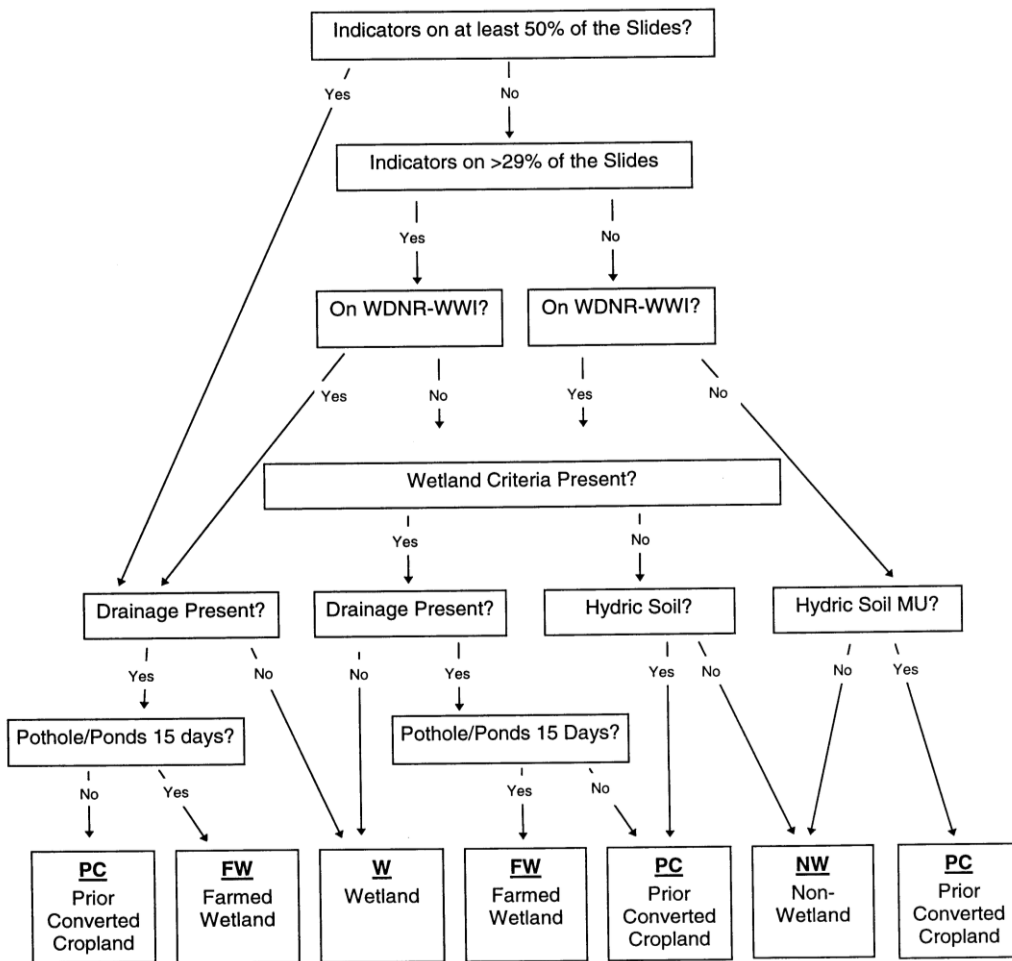 Indicators on at least 50% of the Slides?
Yes
No
Indicators on >29% of the Slides
Yes
No
On WDNR-WWI?
On WDNR-WWI?
Yes
No
Yes
No
Wetland Criteria Present?
Yes
No
Drainage Present?
Drainage Present?
Hydric Soil?
Hydric Soil MU?
Yes
No
No
Yes
Yes
No
No
Yes
Pothole/Ponds 15 days?
Pothole/Ponds 15 Days?
No
Yes
Yes
No
PC
Prior
Converted
Cropland
FW
Farmed
Wetland
W
Wetland
FW
Farmed
Wetland
PC
Prior
Converted
Cropland
NW
Non-
Wetland
PC
Prior
Converted
Cropland